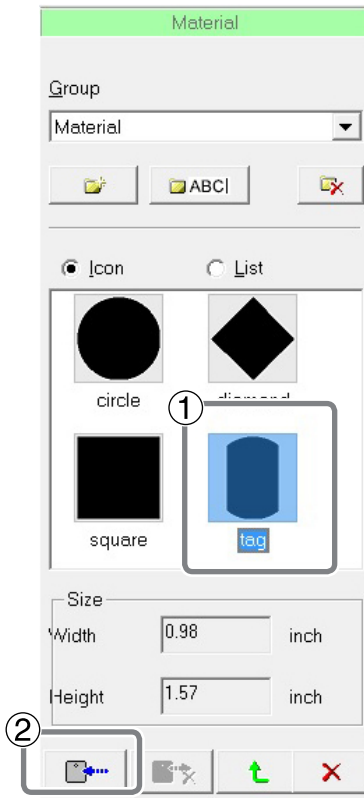 Material
Group
Material
ABC
Icon
List
circle
diamond
1
square
tag
Size
Width
0.98
inch
Height
1.57
inch
2